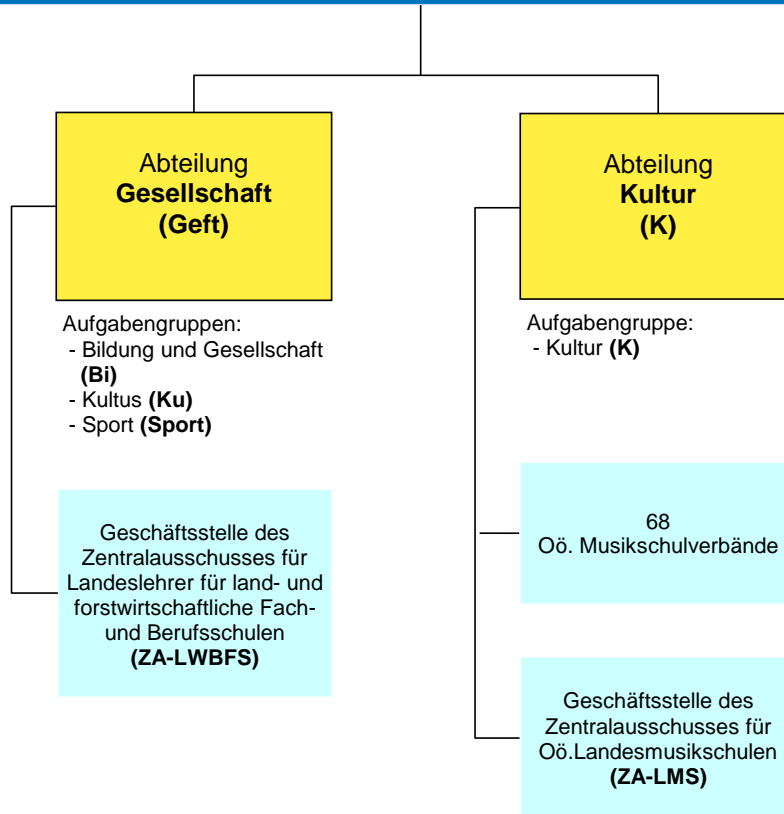 Abteilung
Gesellschaft
(Geft)
Aufgabengruppen:
- Bildung und Gesellschaft
(Bi)
- Kultus (Ku)
- Sport (Sport)
Geschäftsstelle des
Zentralausschusses für
Landeslehrer für land- und
forstwirtschaftliche Fach-
und Berufsschulen
(ZA-LWBFS)
Abteilung
Kultur
(K)
Aufgabengruppe:
- Kultur (K)
68
Oö. Musikschulverbände
Geschäftsstelle des
Zentralausschusses für
Oö.Landesmusikschulen
(ZA-LMS)